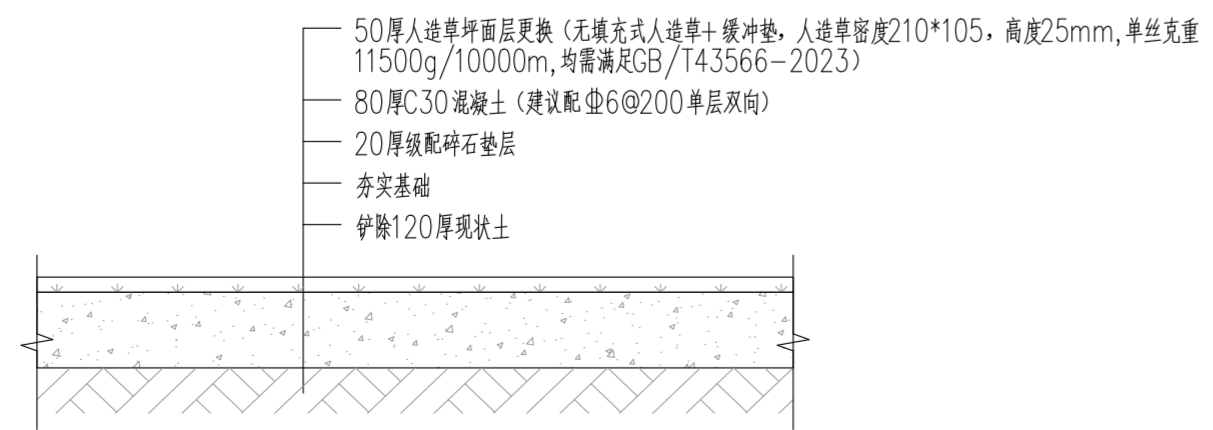 50厚人造草坪面层更换（无填充式人造草+缓冲垫，人造草密度210*105，高度25mm,单丝克重
11500g/10000m,均需满足GB/T43566-2023）
80厚C30混凝土（建议配Φ6@200单层双向）
20厚级配碎石垫层
夯实基础
铲除120厚现状土